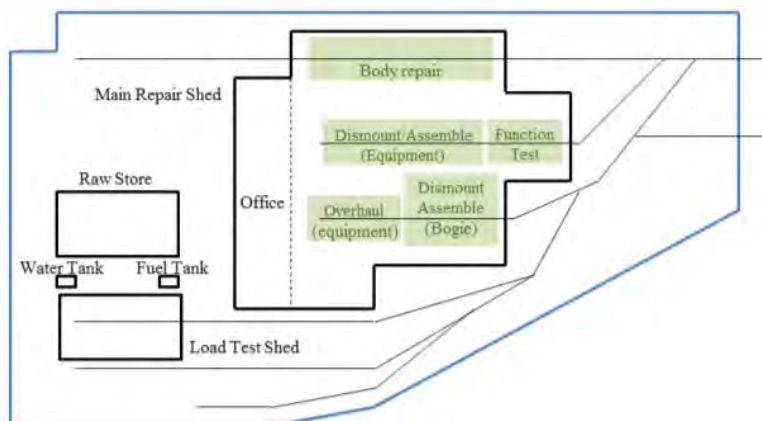 Body repair
Main Repair Shed
Dismount/Assemble
(Equipment)
Function
Test
Raw Store
Office
Dismount
Assemble
(Bogie)
Overhaul
(equipment)
Water Tank
Fuel Tank
Load Test Shed